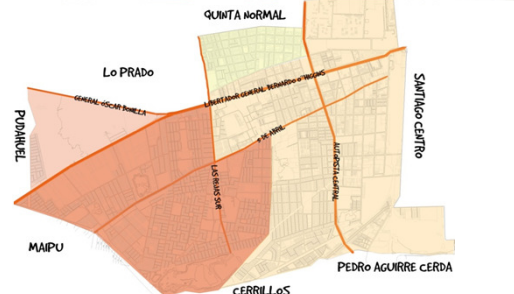 QUINTA NORMAL
LO PRADO
GENERAL OSCAR BONILLA
LIBERTADOR GENERAL BERNARDO O'HIGGINS
SANTIAGO CENTRO
PUDAHUEL
5 DE ABRIL
AUTOPISTA CENTRAL
LAS REJAS SUR
MAIPU
PEDRO AGUIRRE CERDA
CERRILLOS